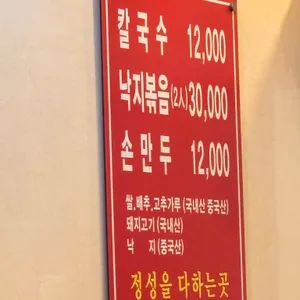 칼국수 12,000
낙지볶음(2人) 30,000
손만두 12,000
쌀,배추,고추가루 (국내산 중국산)
돼지고기 (국내산)
낙 지 (중국산)
정성을 다하는곳